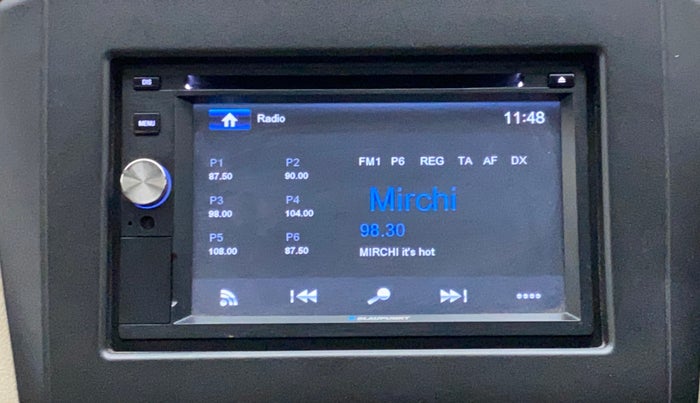 DIS
MENU
Radio
11:48
P1
87.50
P2
90.00
P3
98.00
P4
104.00
P5
108.00
P6
87.50
FM1 P6 REG TA AF DX
Mirchi
98.30
MIRCHI it's hot
BLAUPUNKT